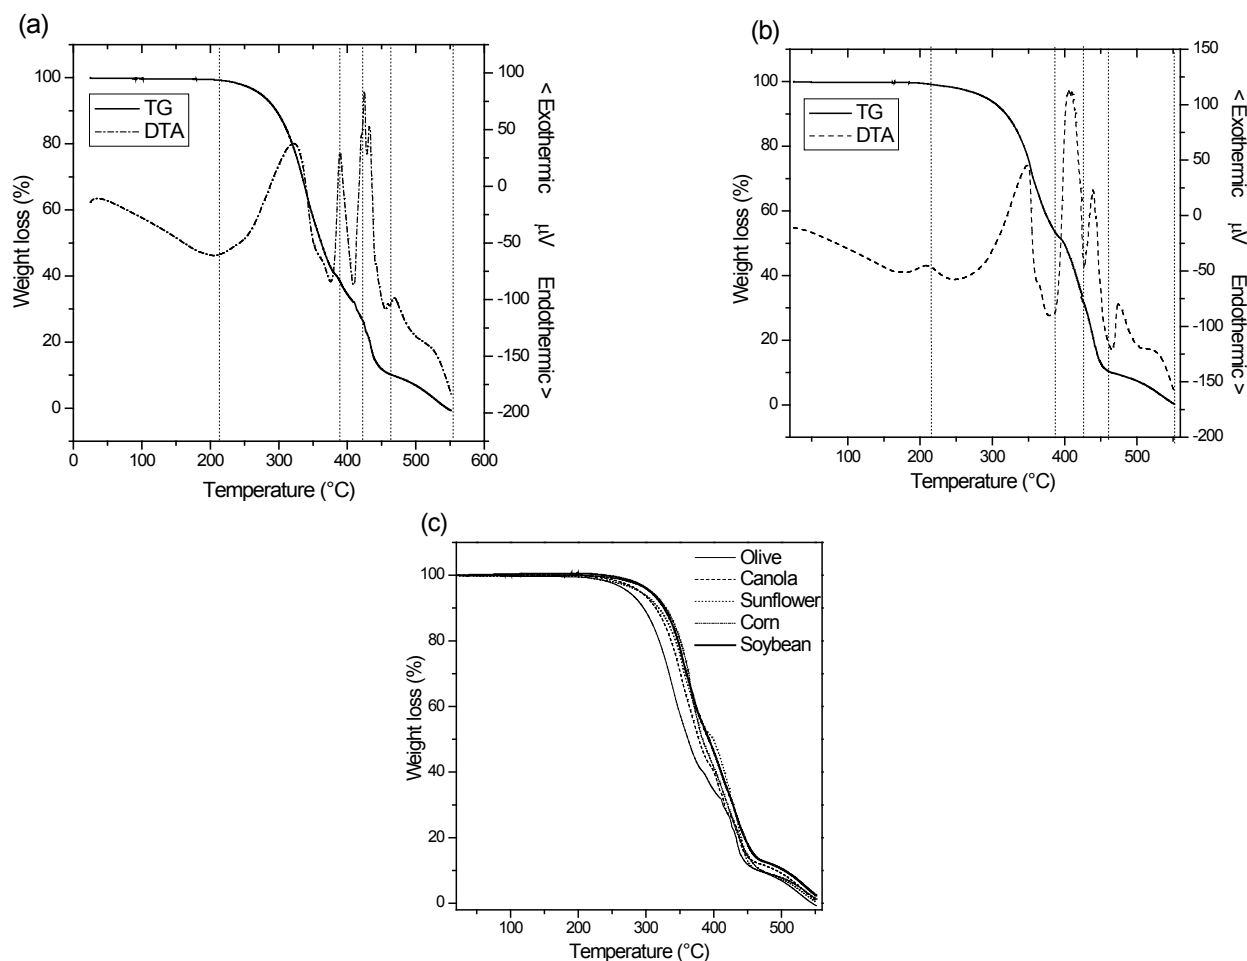 (a)
100
80
60
40
20
0
Weight loss (%)
TG
DTA
100
50
0
-50
-100
-150
-200
< Exothermic µV Endothermic >
0 100 200 300 400 500 600
Temperature (°C)
(b)
100
80
60
40
20
0
Weight loss (%)
TG
DTA
150
100
50
0
-50
-100
-150
-200
< Exothermic µV Endothermic >
100 200 300 400 500
Temperature (°C)
(c)
100
80
60
40
20
0
Weight loss (%)
Olive
Canola
Sunflower
Corn
Soybean
100 200 300 400 500
Temperature (°C)